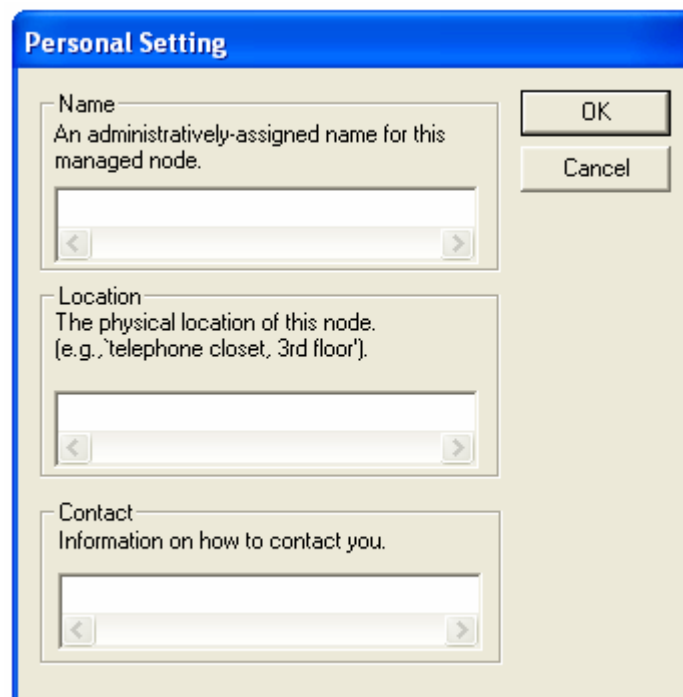 Personal Setting
Name
An administratively-assigned name for this
managed node.
OK
Cancel
Location
The physical location of this node.
(e.g.,`telephone closet, 3rd floor').
Contact
Information on how to contact you.